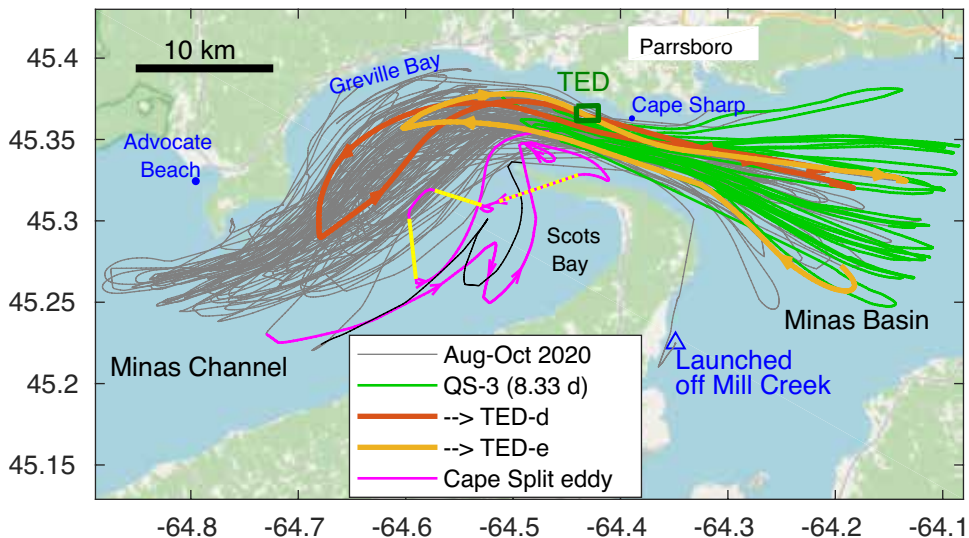 45.4
45.35
45.3
45.25
45.2
45.15
10 km
Greville Bay
Parrsboro
TED
Cape Sharp
Advocate
Beach
Scots
Bay
Minas Basin
Minas Channel
Launched
off Mill Creek
Aug-Oct 2020
QS-3 (8.33 d)
--> TED-d
--> TED-e
Cape Split eddy
-64.8
-64.7
-64.6
-64.5
-64.4
-64.3
-64.2
-64.1